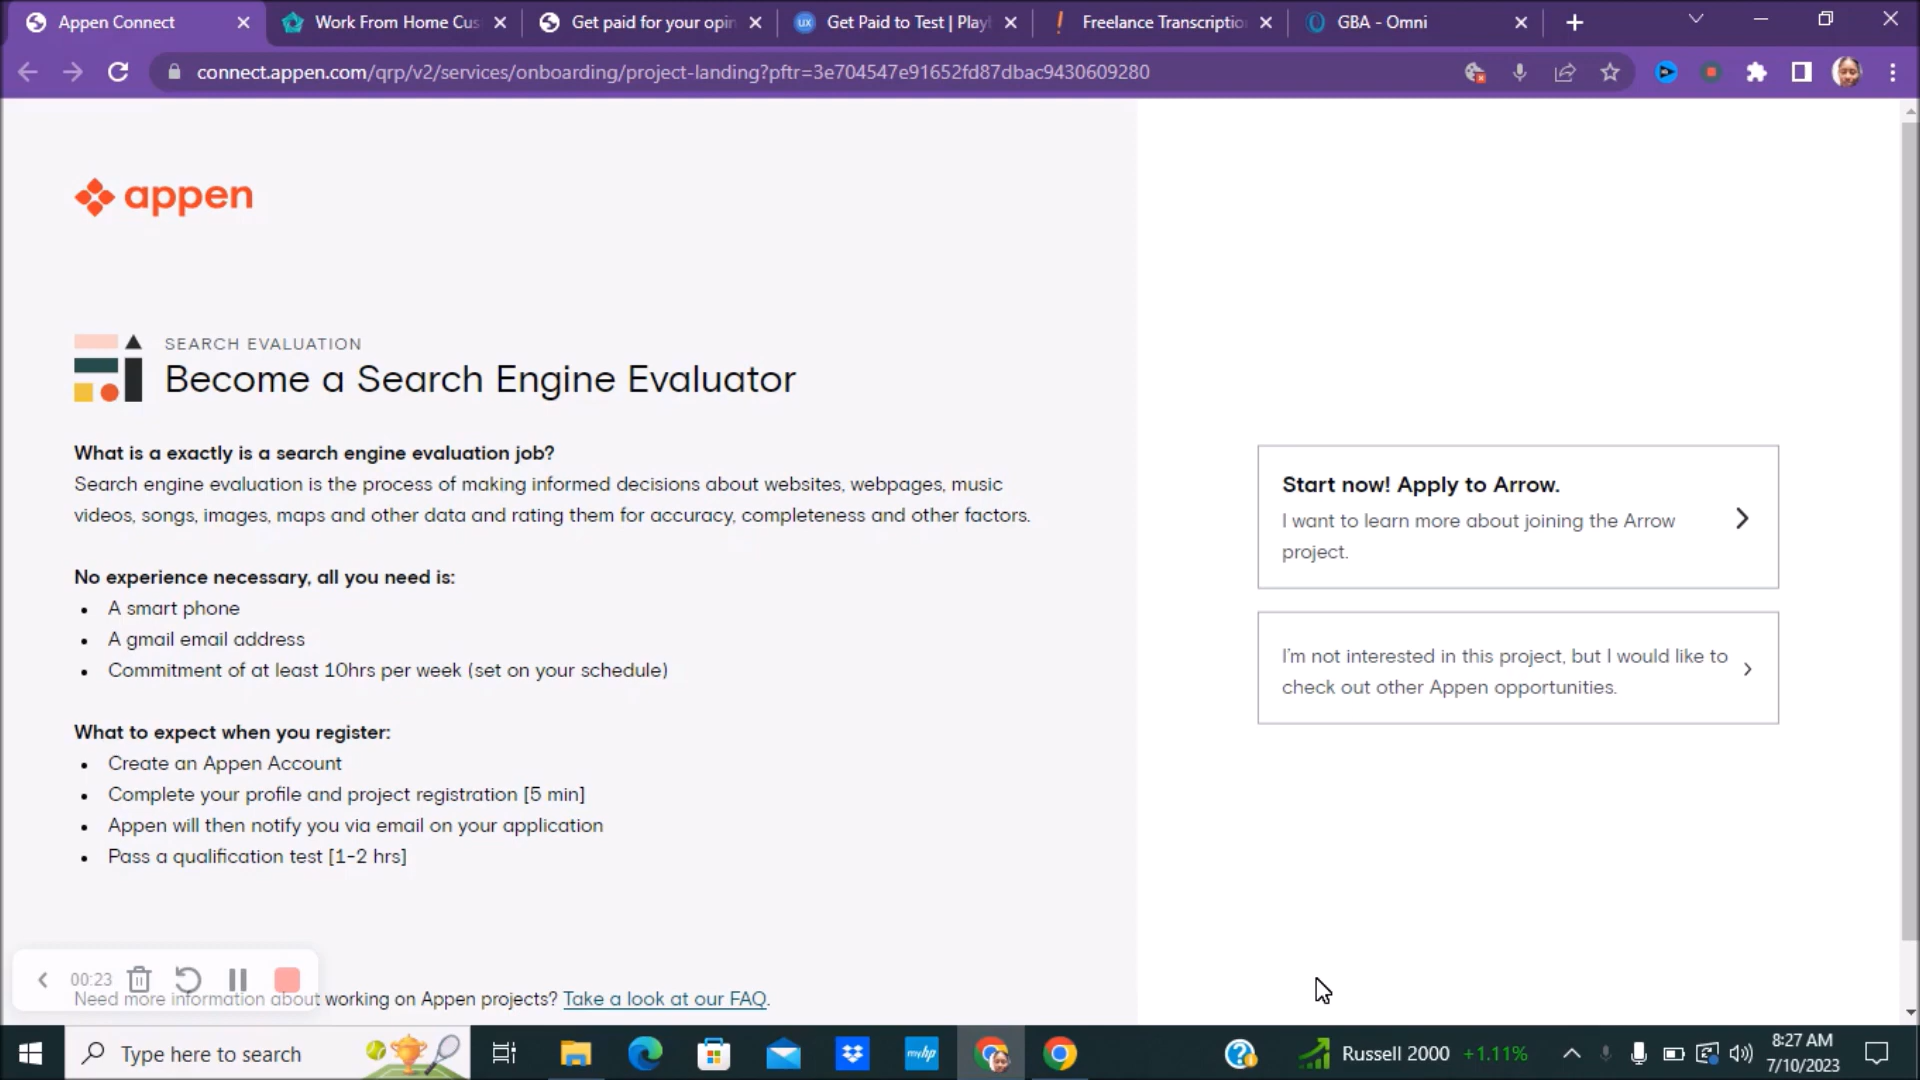 Appen Connect
Work From Home Cus
Get paid for your opin
UX
Get Paid to Test | Play
Freelance Transcriptio
GBA - Omni
connect.appen.com/qrp/v2/services/onboarding/project-landing?pftr=3e704547e91652fd87dbac9430609280
appen
SEARCH EVALUATION
Become a Search Engine Evaluator
What is a exactly is a search engine evaluation job?
Search engine evaluation is the process of making informed decisions about websites, webpages, music
videos, songs, images, maps and other data and rating them for accuracy, completeness and other factors.
No experience necessary, all you need is:
• A smart phone
• A gmail email address
• Commitment of at least 10hrs per week (set on your schedule)
What to expect when you register:
• Create an Appen Account
• Complete your profile and project registration [5 min]
• Appen will then notify you via email on your application
• Pass a qualification test [1-2 hrs]
Start now! Apply to Arrow.
I want to learn more about joining the Arrow
project.
I'm not interested in this project, but I would like to
check out other Appen opportunities.
00:23
Need more information about working on Appen projects? Take a look at our FAQ.
Type here to search
myhp
Russell 2000 +1.11%
8:27 AM
7/10/2023